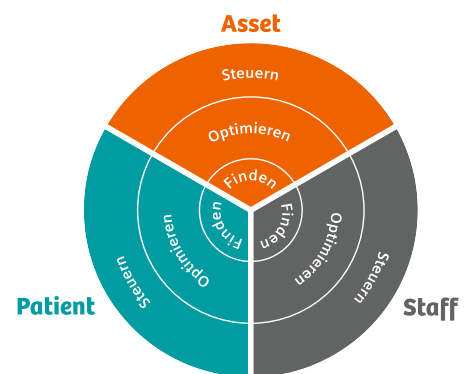 Asset
Steuern
Optimieren
Finden
Patient
Steuern
Optimieren
Finden
Staff
Finden
Optimieren
Steuern